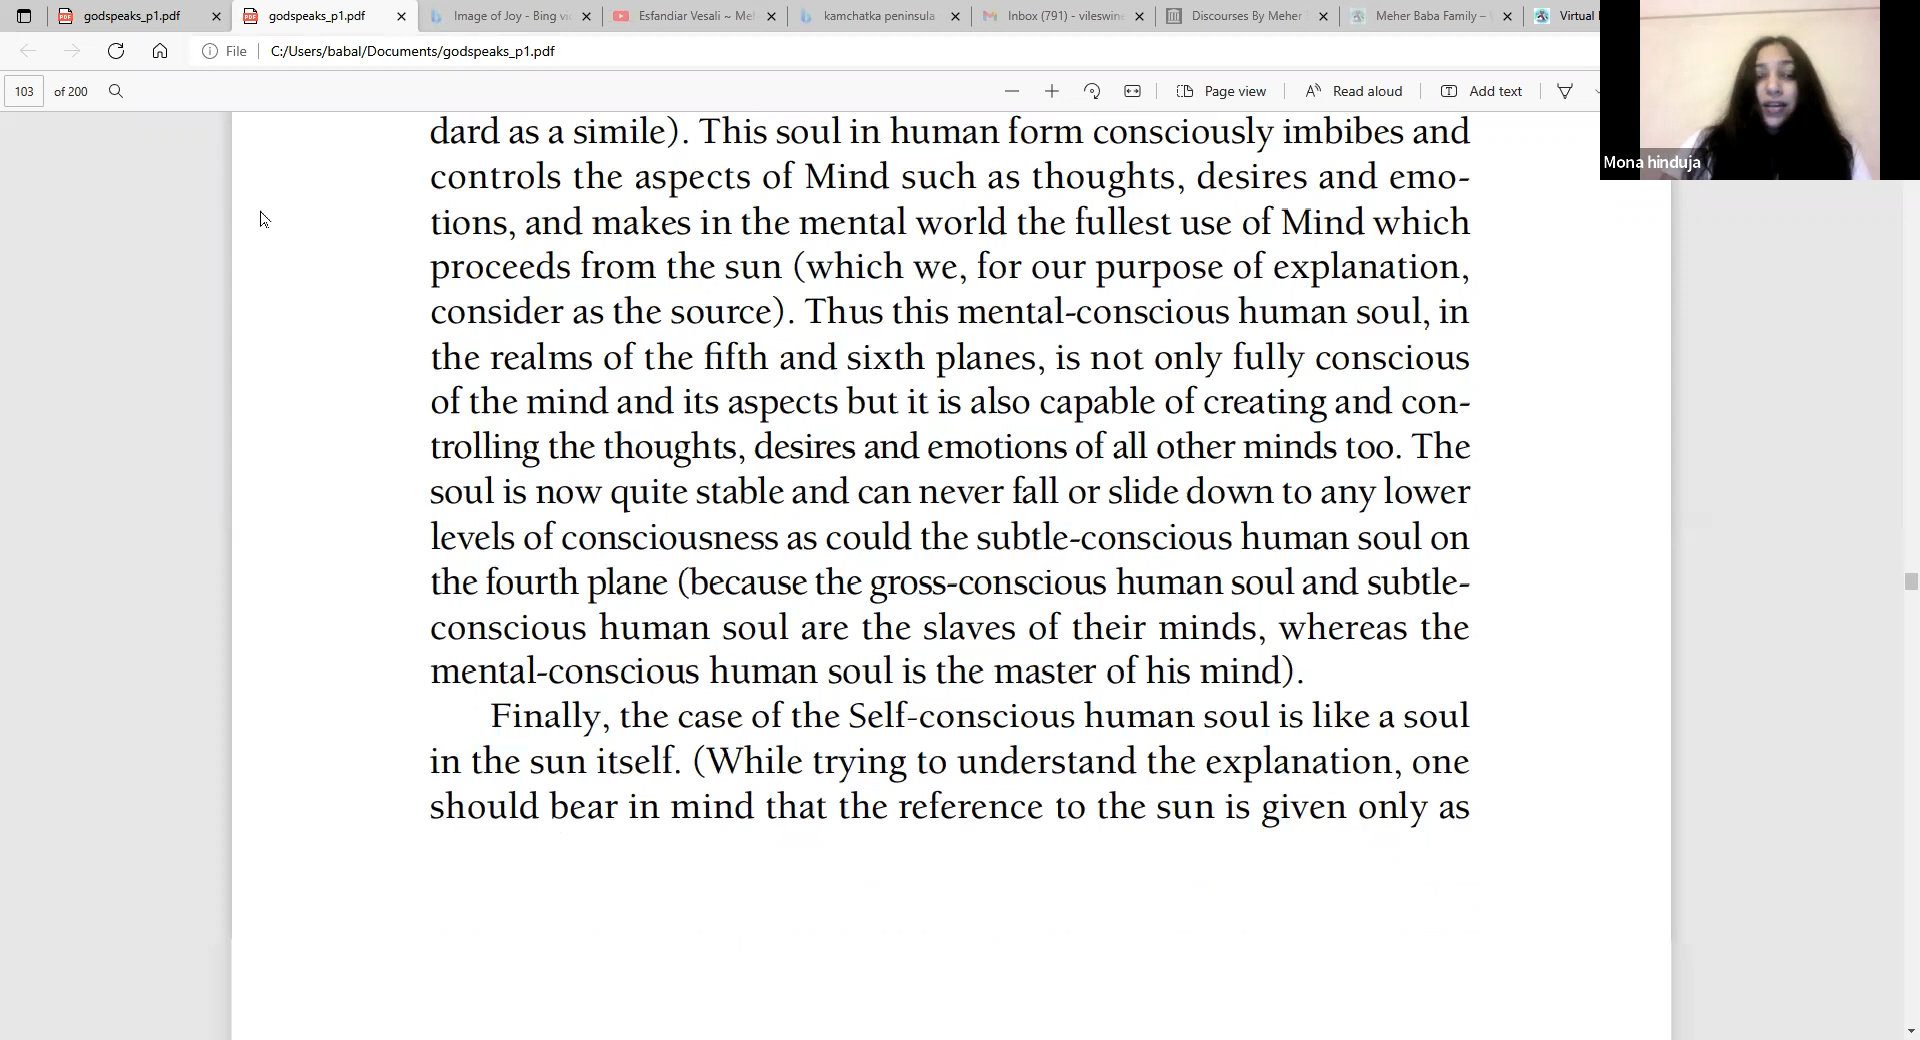 godspeaks_p1.pdf
godspeaks_p1.pdf
Image of Joy - Bing vi
Esfandiar Vesali ~ Me
kamchatka peninsula
Inbox (791) - vileswine
Discourses By Meher
Meher Baba Family –
Virtual
File
C:/Users/babal/Documents/godspeaks_p1.pdf
103 of 200
Page view
Read aloud
Add text
Mona hinduja
dard as a simile). This soul in human form consciously imbibes and
controls the aspects of Mind such as thoughts, desires and emo-
tions, and makes in the mental world the fullest use of Mind which
proceeds from the sun (which we, for our purpose of explanation,
consider as the source). Thus this mental-conscious human soul, in
the realms of the fifth and sixth planes, is not only fully conscious
of the mind and its aspects but it is also capable of creating and con-
trolling the thoughts, desires and emotions of all other minds too. The
soul is now quite stable and can never fall or slide down to any lower
levels of consciousness as could the subtle-conscious human soul on
the fourth plane (because the gross-conscious human soul and subtle-
conscious human soul are the slaves of their minds, whereas the
mental-conscious human soul is the master of his mind).
Finally, the case of the Self-conscious human soul is like a soul
in the sun itself. (While trying to understand the explanation, one
should bear in mind that the reference to the sun is given only as